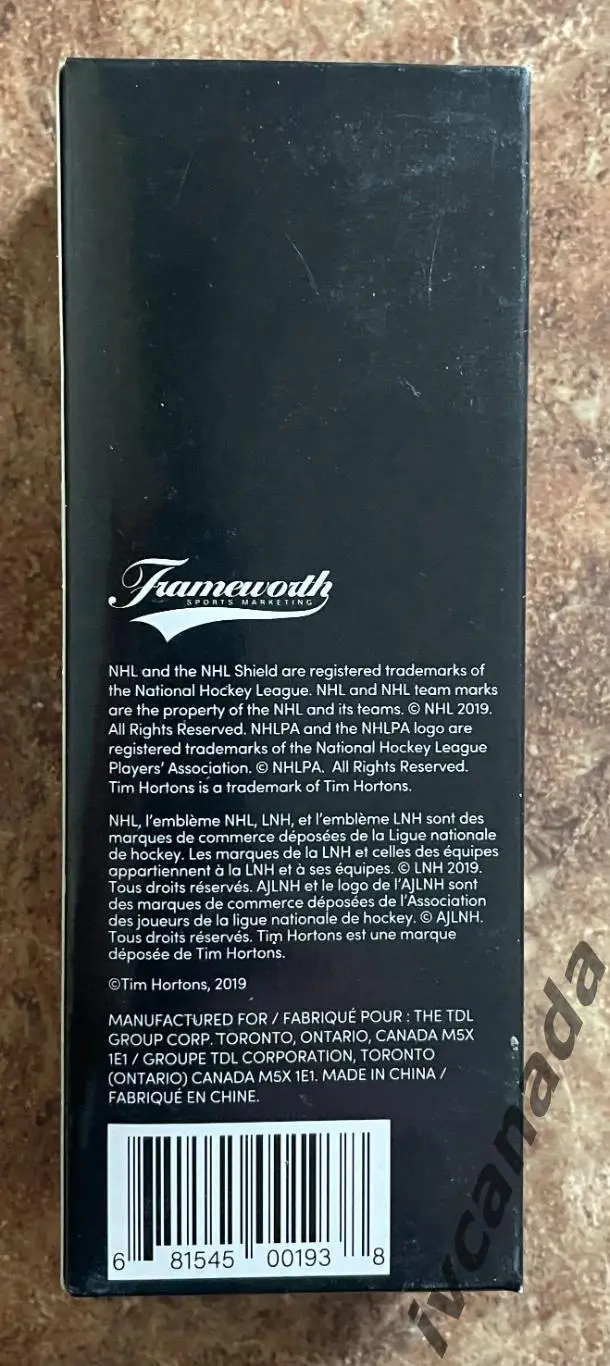 Frameworth
SPORTS MARKETING
NHL and the NHL Shield are registered trademarks of
the National Hockey League. NHL and NHL team marks
are the property of the NHL and its teams. © NHL 2019.
All Rights Reserved. NHLPA and the NHLPA logo are
registered trademarks of the National Hockey League
Players’ Association. © NHLPA. All Rights Reserved.
Tim Hortons is a trademark of Tim Hortons.
NHL, l’emblème NHL, LNH, et l’emblème LNH sont des
marques de commerce déposées de la Ligue nationale
de hockey. Les marques de la LNH et celles des équipes
appartiennent à la LNH et à ses équipes. © LNH 2019.
Tous droits réservés. AJLNH et le logo de l’AJLNH sont
des marques de commerce déposées de l’Association
des joueurs de la ligue nationale de hockey. © AJLNH.
Tous droits réservés. Tim Hortons est une marque
déposée de Tim Hortons.
©Tim Hortons, 2019
MANUFACTURED FOR / FABRIQUÉ POUR : THE TDL
GROUP CORP. TORONTO, ONTARIO, CANADA M5X
1E1 / GROUPE TDL CORPORATION, TORONTO
(ONTARIO) CANADA M5X 1E1. MADE IN CHINA /
FABRIQUÉ EN CHINE.
6 81545 00193 8
ivcanada